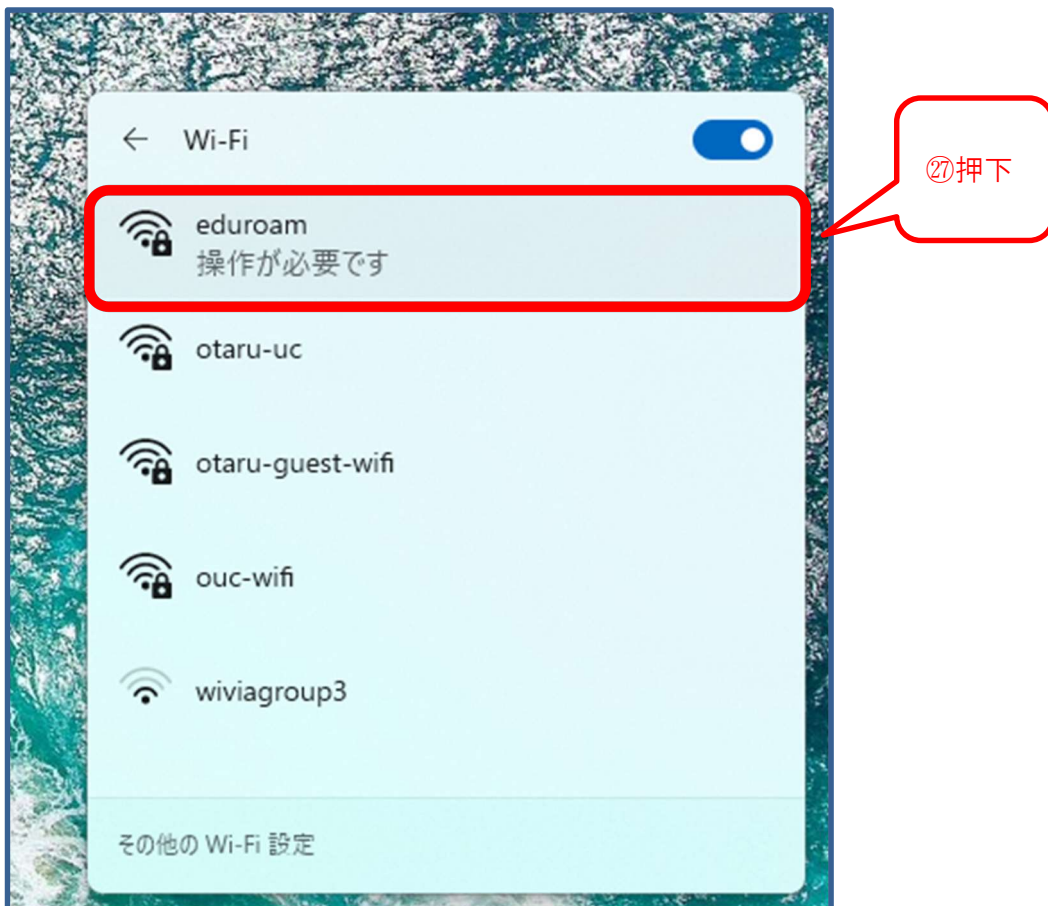 Wi-Fi
eduroam
操作が必要です
㉗押下
otaru-uc
otaru-guest-wifi
ouc-wifi
wiviagroup3
その他の Wi-Fi 設定